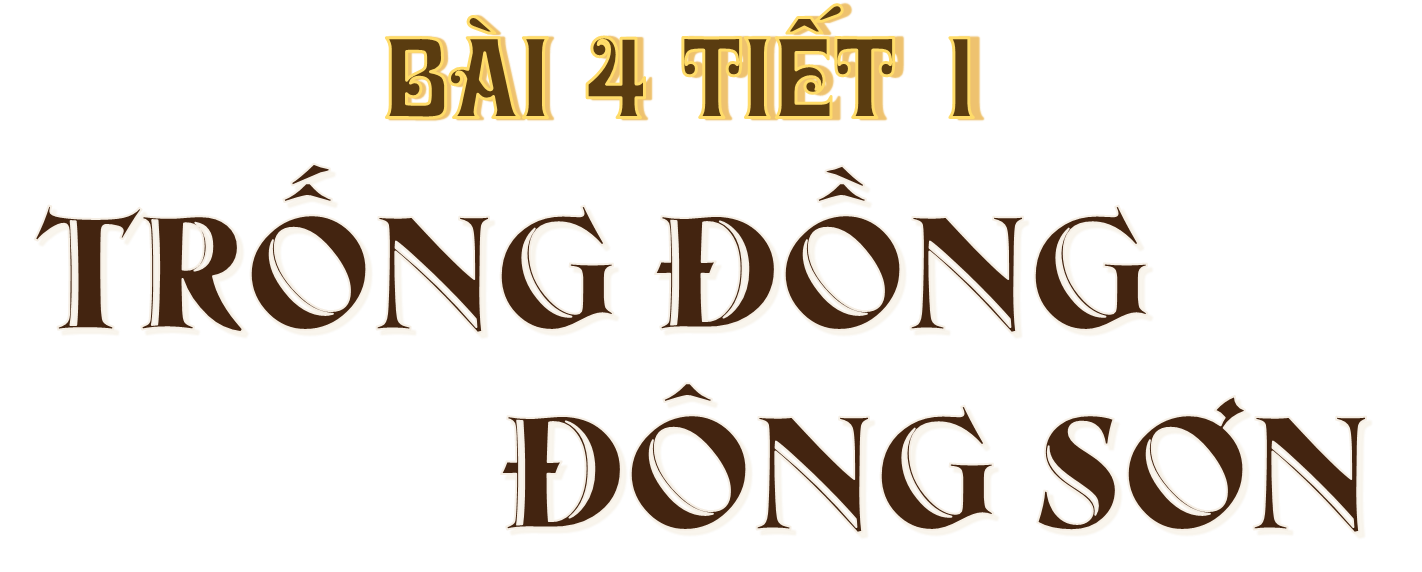 BÀI 4 TIẾT 1
TRỐNG ĐỒNG
ĐÔNG SƠN